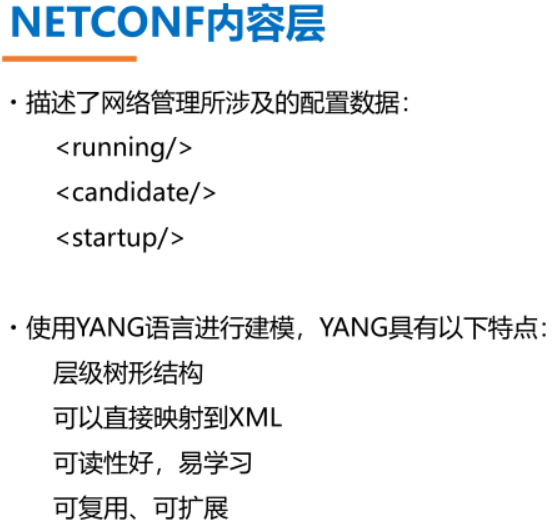 NETCONF内容层
·描述了网络管理所涉及的配置数据：
<running/>
<candidate/>
<startup/>
·使用YANG语言进行建模，YANG具有以下特点：
层级树形结构
可以直接映射到XML
可读性好，易学习
可复用、可扩展